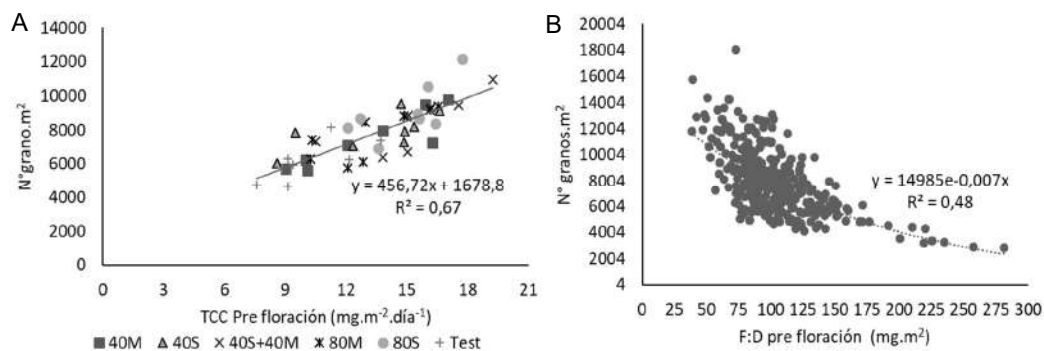 A
N°grano.m²
14000
12000
10000
8000
6000
4000
2000
0
y = 456,72x + 1678,8
R² = 0,67
0 3 6 9 12 15 18 21
TCC Pre floración (mg.m⁻².día⁻¹)
40M 40S 40S+40M 80M 80S Test
B
N° granos.m²
20004
18004
16004
14004
12004
10004
8004
6004
4004
2004
4
y = 14985e-0,007x
R² = 0,48
0 25 50 75 100 125 150 175 200 225 250 275 300
F:D pre floración (mg.m²)